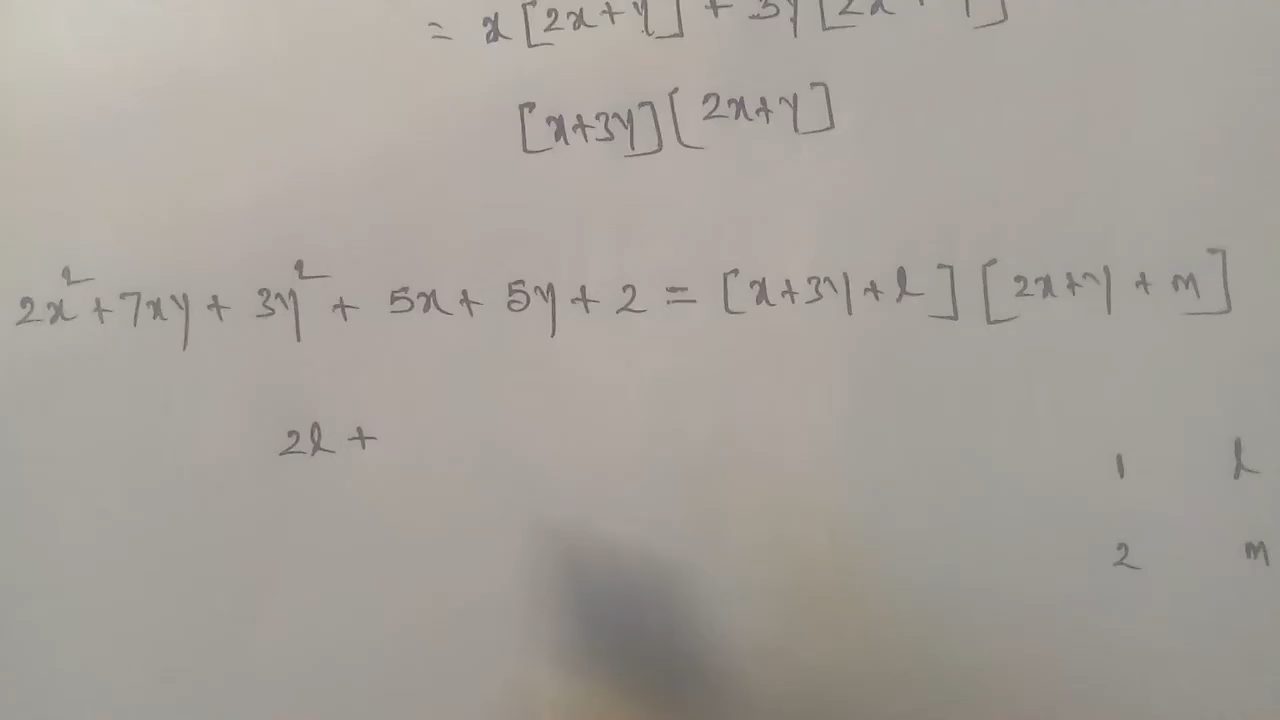 = x[2x+y] + 3y[2x
[x+3y][2x+y]
2x²+7xy+3y²+5x+5y+2=[x+3y+l][2x+y+m]
2l +
1 l
2 m